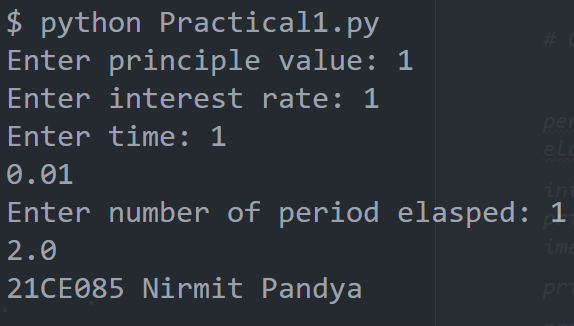 $ python Practical1.py
Enter principle value: 1
Enter interest rate: 1
Enter time: 1
0.01
Enter number of period elasped: 1
2.0
21CE085 Nirmit Pandya